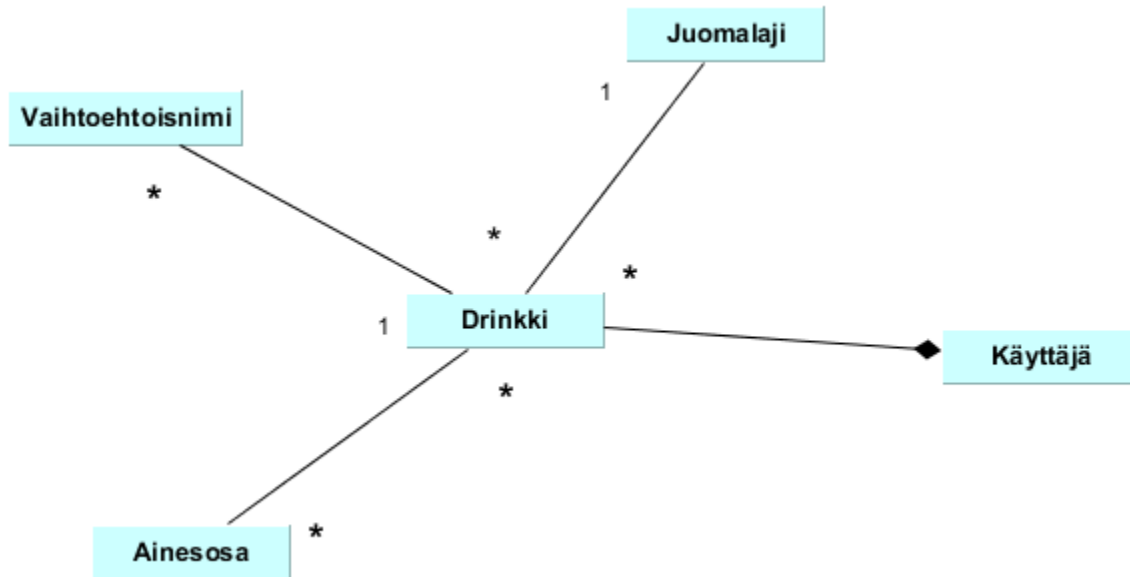 Juomalaji
1
Vaihtoehtoisnimi
*
*
*
Drinkki
1
Käyttäjä
*
*
Ainesosa